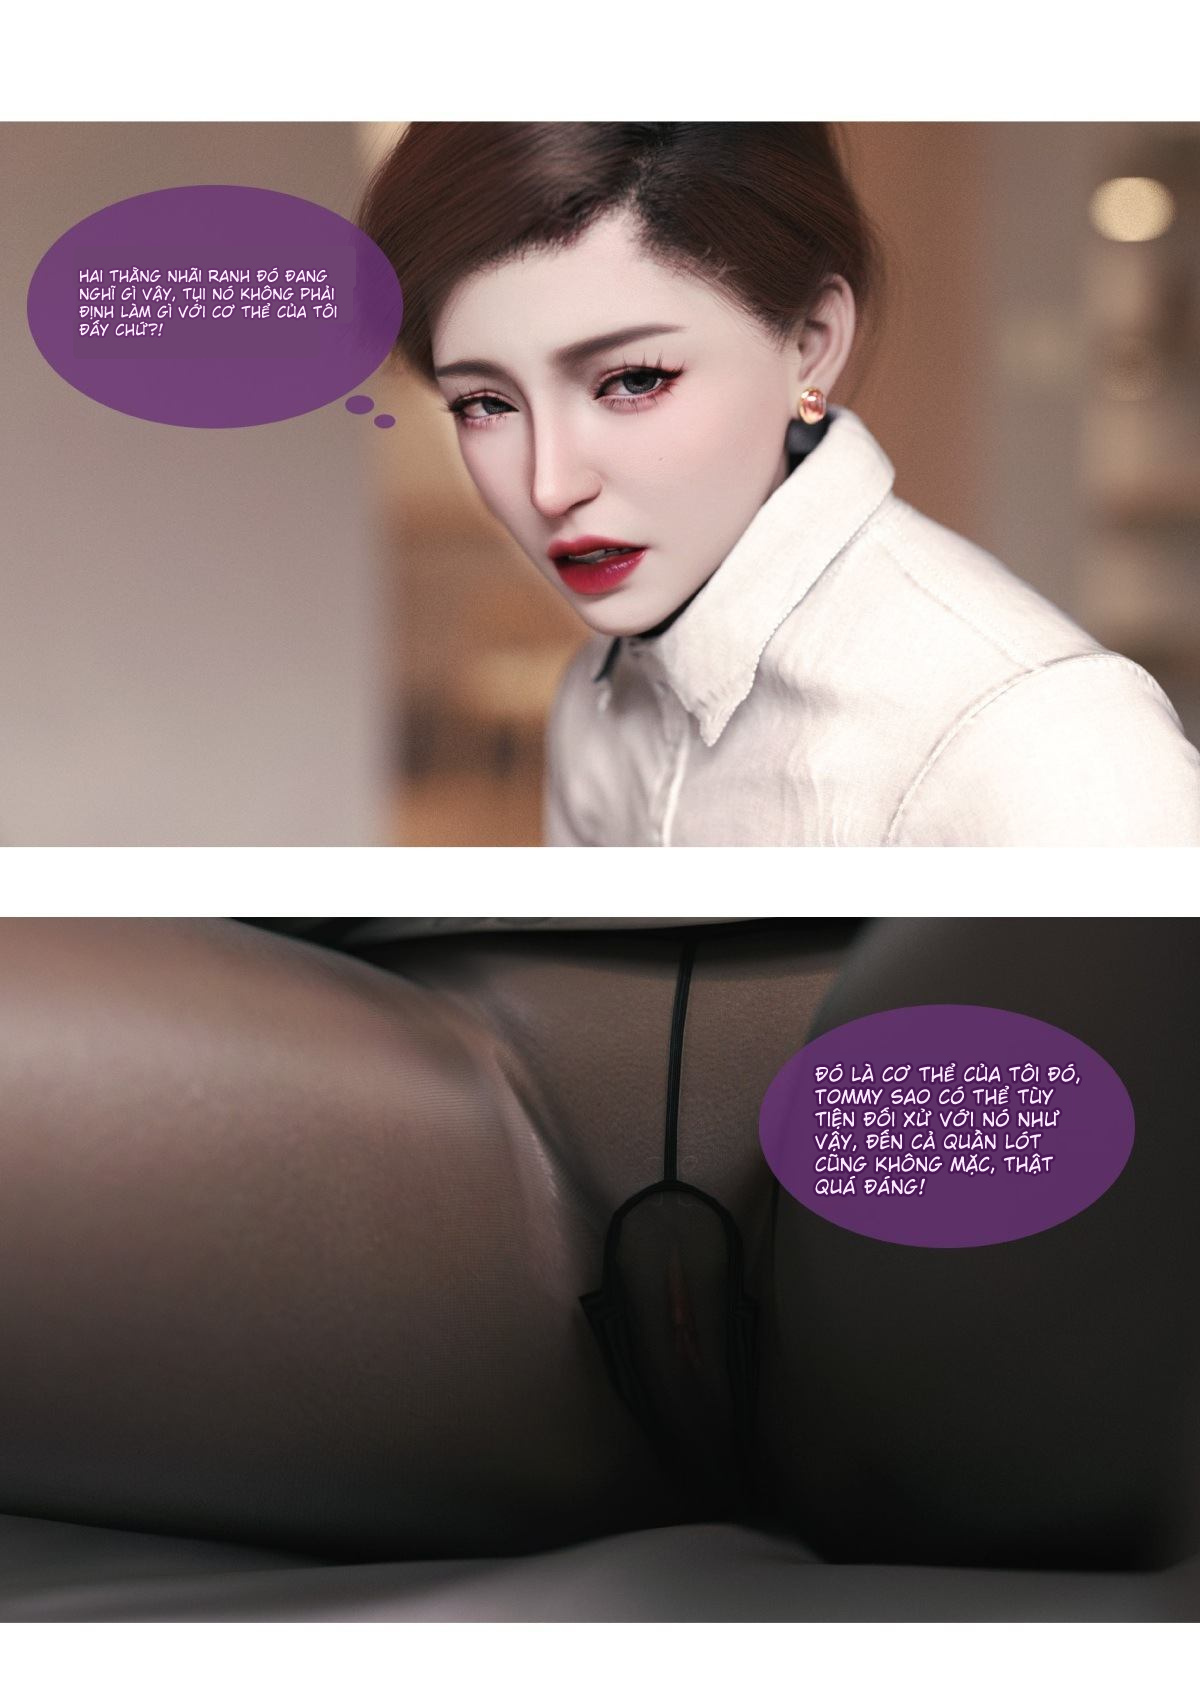 HAI THẰNG NHÃI RANH ĐÓ ĐANG
NGHĨ GÌ VẬY, TỤI NÓ KHÔNG PHẢI
ĐỊNH LÀM GÌ VỚI CƠ THỂ CỦA TÔI
ĐẤY CHỨ?!
ĐÓ LÀ CƠ THỂ CỦA TÔI ĐÓ,
TOMMY SAO CÓ THỂ TÙY
TIỆN ĐỐI XỬ VỚI NÓ NHƯ
VẬY, ĐẾN CẢ QUẦN LÓT
CŨNG KHÔNG MẶC, THẬT
QUÁ ĐÁNG!